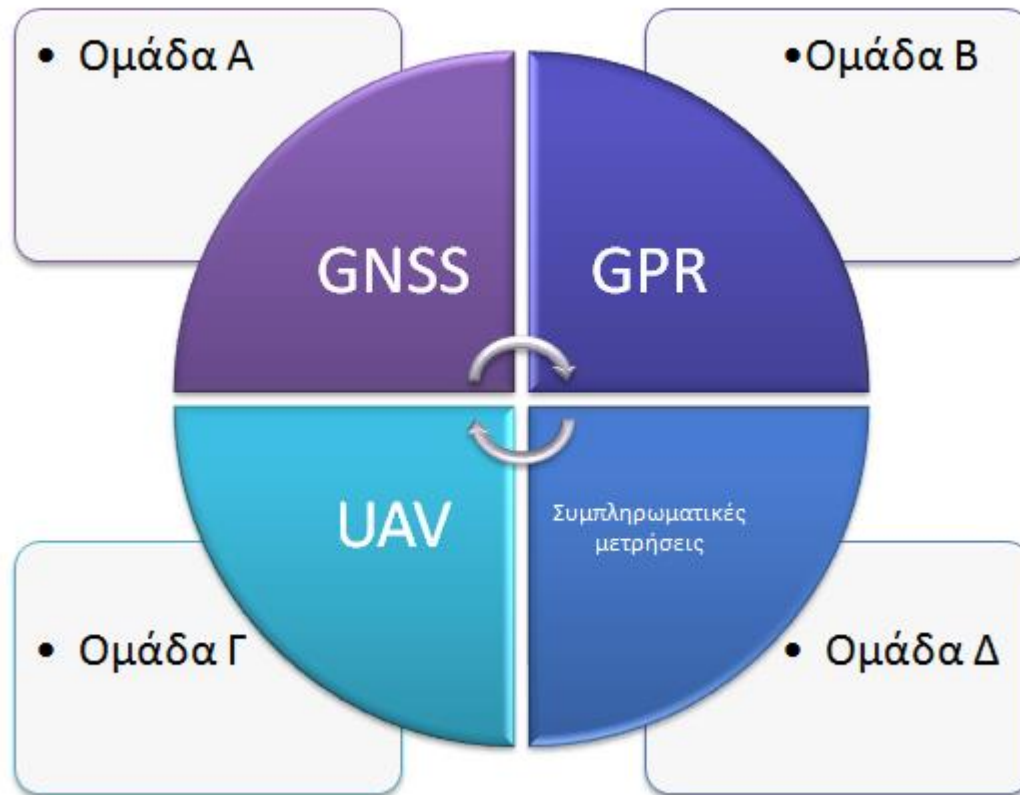 • Ομάδα Α
•Ομάδα Β
GNSS
GPR
UAV
Συμπληρωματικές
μετρήσεις
• Ομάδα Γ
• Ομάδα Δ